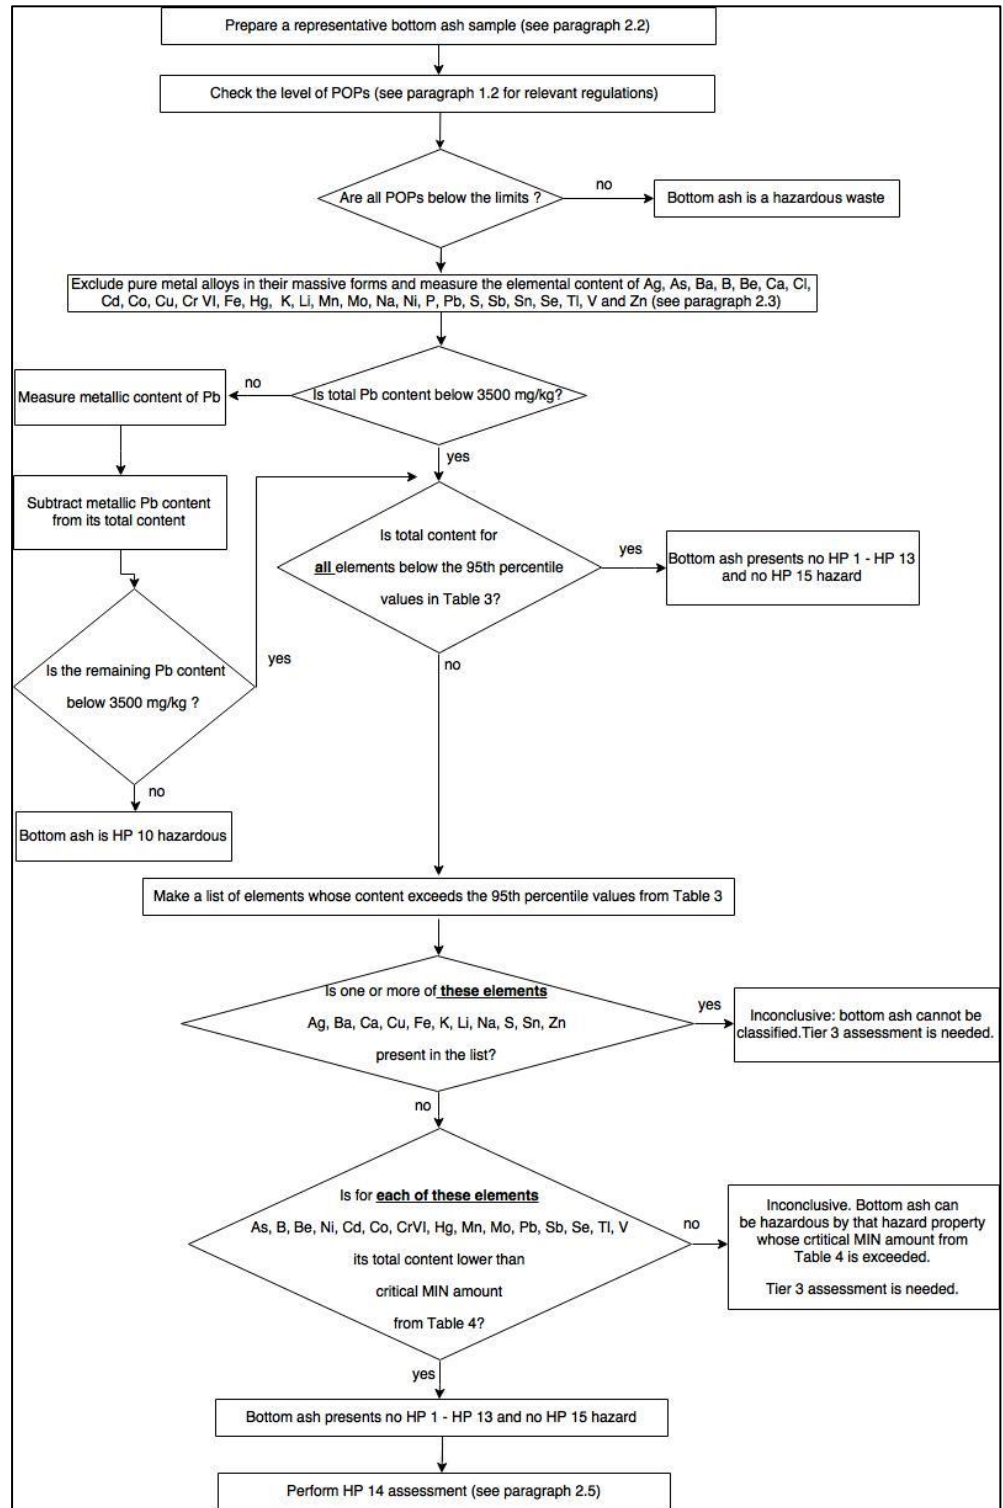 Prepare a representative bottom ash sample (see paragraph 2.2)
Check the level of POPs (see paragraph 1.2 for relevant regulations)
Are all POPs below the limits ?
no
Bottom ash is a hazardous waste
Exclude pure metal alloys in their massive forms and measure the elemental content of Ag, As, Ba, B, Be, Ca, Cl,
Cd, Co, Cu, Cr VI, Fe, Hg, K, Li, Mn, Mo, Na, Ni, P, Pb, S, Sb, Sn, Se, Tl, V and Zn (see paragraph 2.3)
Is total Pb content below 3500 mg/kg?
no
Measure metallic content of Pb
yes
Subtract metallic Pb content
from its total content
Is total content for
all elements below the 95th percentile
values in Table 3?
yes
Bottom ash presents no HP 1 - HP 13
and no HP 15 hazard
Is the remaining Pb content
below 3500 mg/kg ?
yes
no
no
Bottom ash is HP 10 hazardous
Make a list of elements whose content exceeds the 95th percentile values from Table 3
Is one or more of these elements
Ag, Ba, Ca, Cu, Fe, K, Li, Na, S, Sn, Zn
present in the list?
yes
Inconclusive: bottom ash cannot be
classified.Tier 3 assessment is needed.
no
Is for each of these elements
As, B, Be, Ni, Cd, Co, CrVI, Hg, Mn, Mo, Pb, Sb, Se, Tl, V
its total content lower than
critical MIN amount
from Table 4?
no
Inconclusive. Bottom ash can
be hazardous by that hazard property
whose crtitical MIN amount from
Table 4 is exceeded.
Tier 3 assessment is needed.
yes
Bottom ash presents no HP 1 - HP 13 and no HP 15 hazard
Perform HP 14 assessment (see paragraph 2.5)